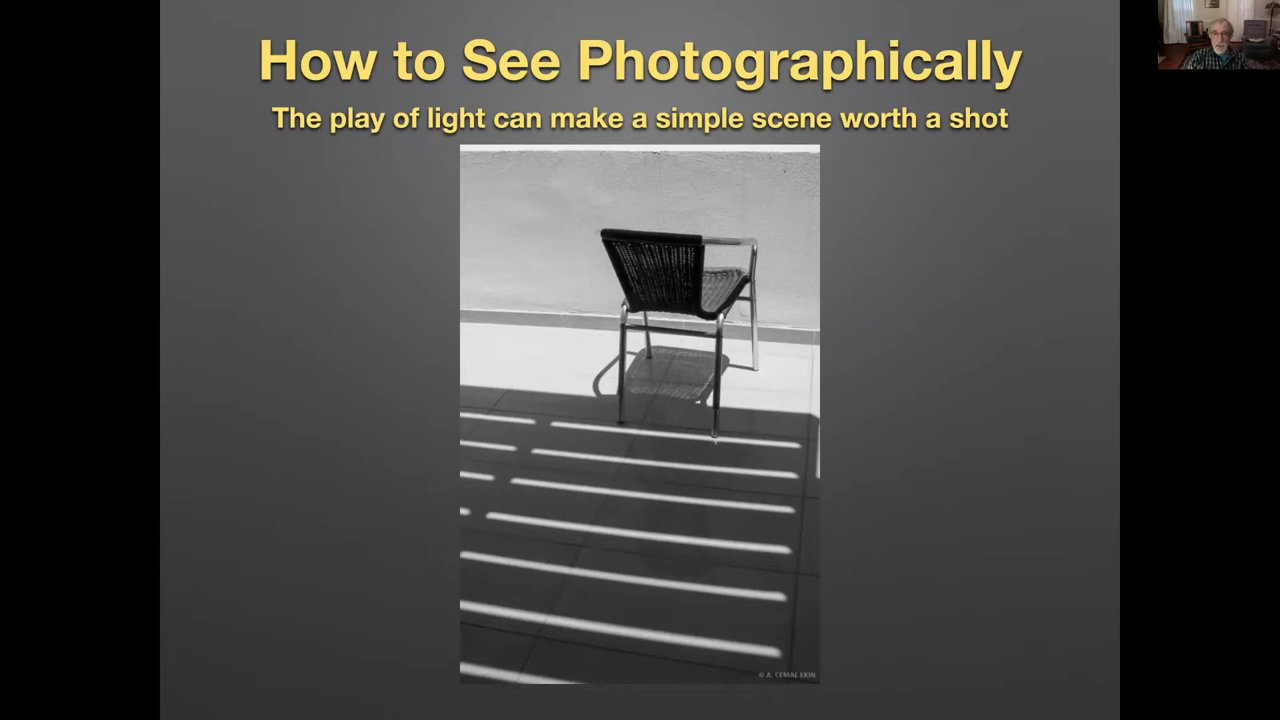 How to See Photographically
The play of light can make a simple scene worth a shot
© A. CEMAL EKIN